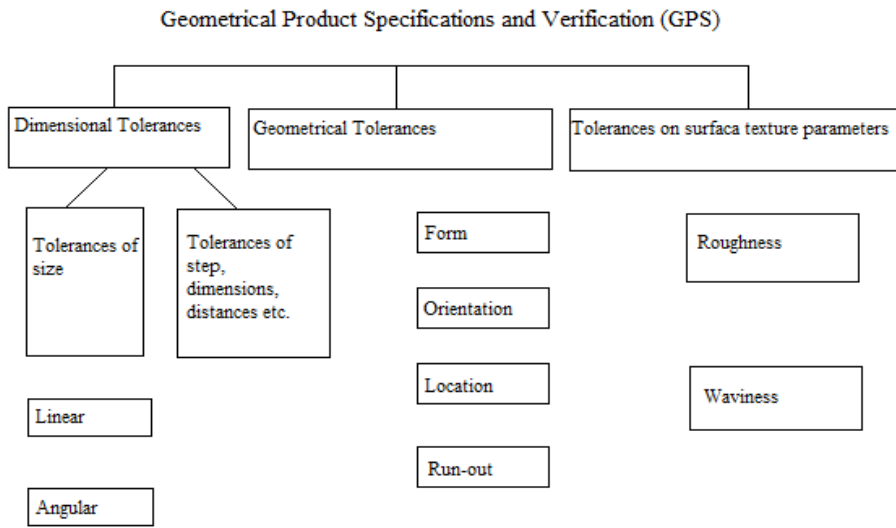 Geometrical Product Specifications and Verification (GPS)
Dimensional Tolerances
Geometrical Tolerances
Tolerances on surfaca texture parameters
Tolerances of
size
Tolerances of
step,
dimensions,
distances etc.
Linear
Angular
Form
Orientation
Location
Run-out
Roughness
Waviness